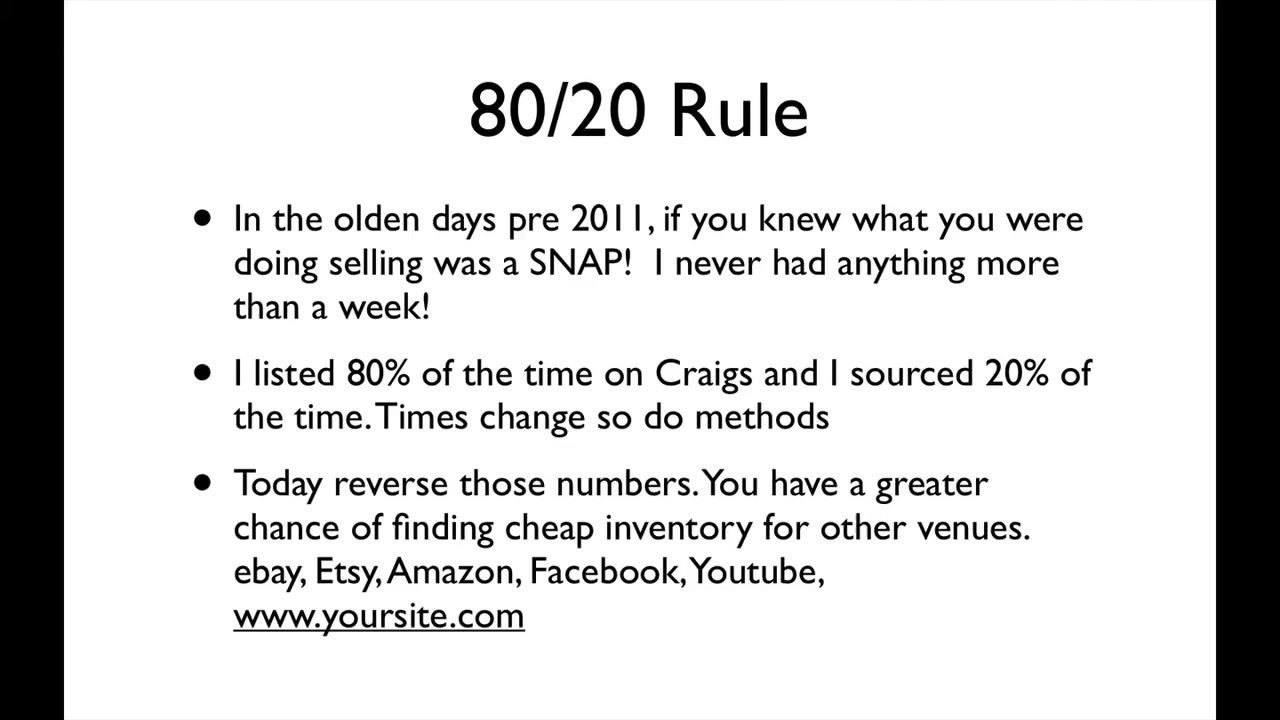 80/20 Rule
• In the olden days pre 2011, if you knew what you were
doing selling was a SNAP!  I never had anything more
than a week!
• I listed 80% of the time on Craigs and I sourced 20% of
the time. Times change so do methods
• Today reverse those numbers. You have a greater
chance of finding cheap inventory for other venues.
ebay, Etsy, Amazon, Facebook, Youtube,
www.yoursite.com